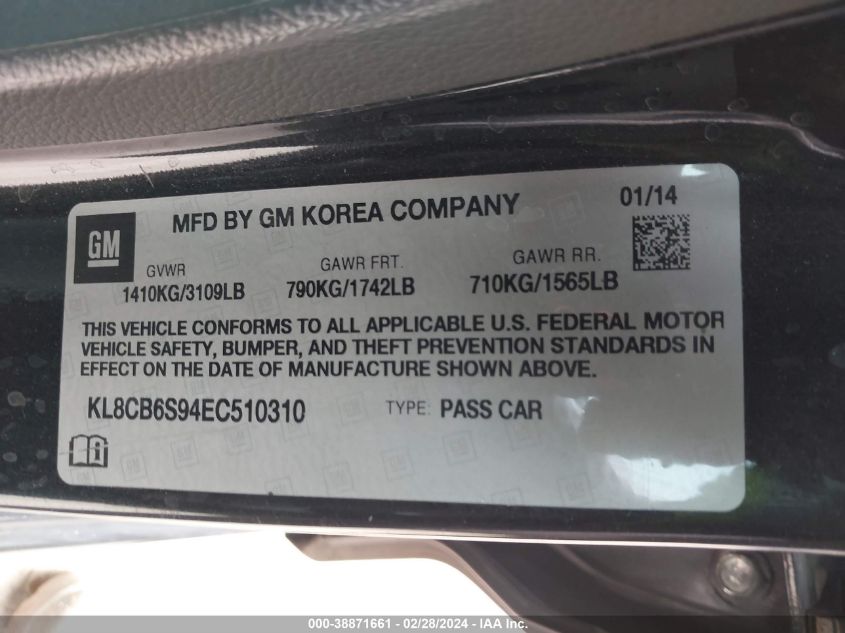 GM
MFD BY GM KOREA COMPANY
01/14
GVWR
GAWR FRT.
GAWR RR.
1410KG/3109LB
790KG/1742LB
710KG/1565LB
THIS VEHICLE CONFORMS TO ALL APPLICABLE U.S. FEDERAL MOTOR
VEHICLE SAFETY, BUMPER, AND THEFT PREVENTION STANDARDS IN
EFFECT ON THE DATE OF MANUFACTURE SHOWN ABOVE.
KL8CB6S94EC510310
TYPE: PASS CAR
000-38871661 - 02/28/2024 - IAAI, Inc.